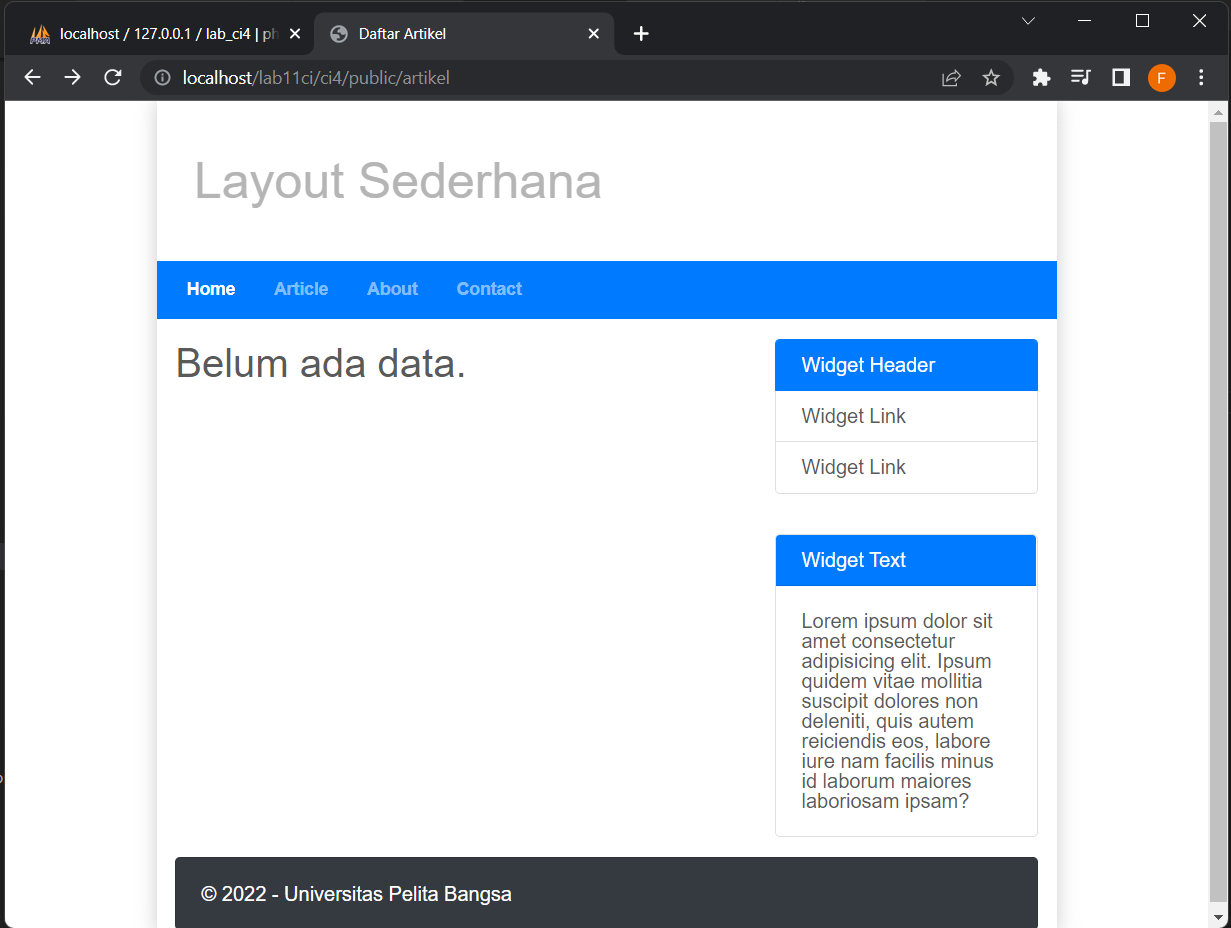 localhost / 127.0.0.1 / lab_ci4 | ph
Daftar Artikel
localhost/lab11ci/ci4/public/artikel
F
Layout Sederhana
Home Article About Contact
Belum ada data.
Widget Header
Widget Link
Widget Link
Widget Text
Lorem ipsum dolor sit
amet consectetur
adipisicing elit. Ipsum
quidem vitae mollitia
suscipit dolores non
deleniti, quis autem
reiciendis eos, labore
iure nam facilis minus
id laborum maiores
laboriosam ipsam?
© 2022 - Universitas Pelita Bangsa